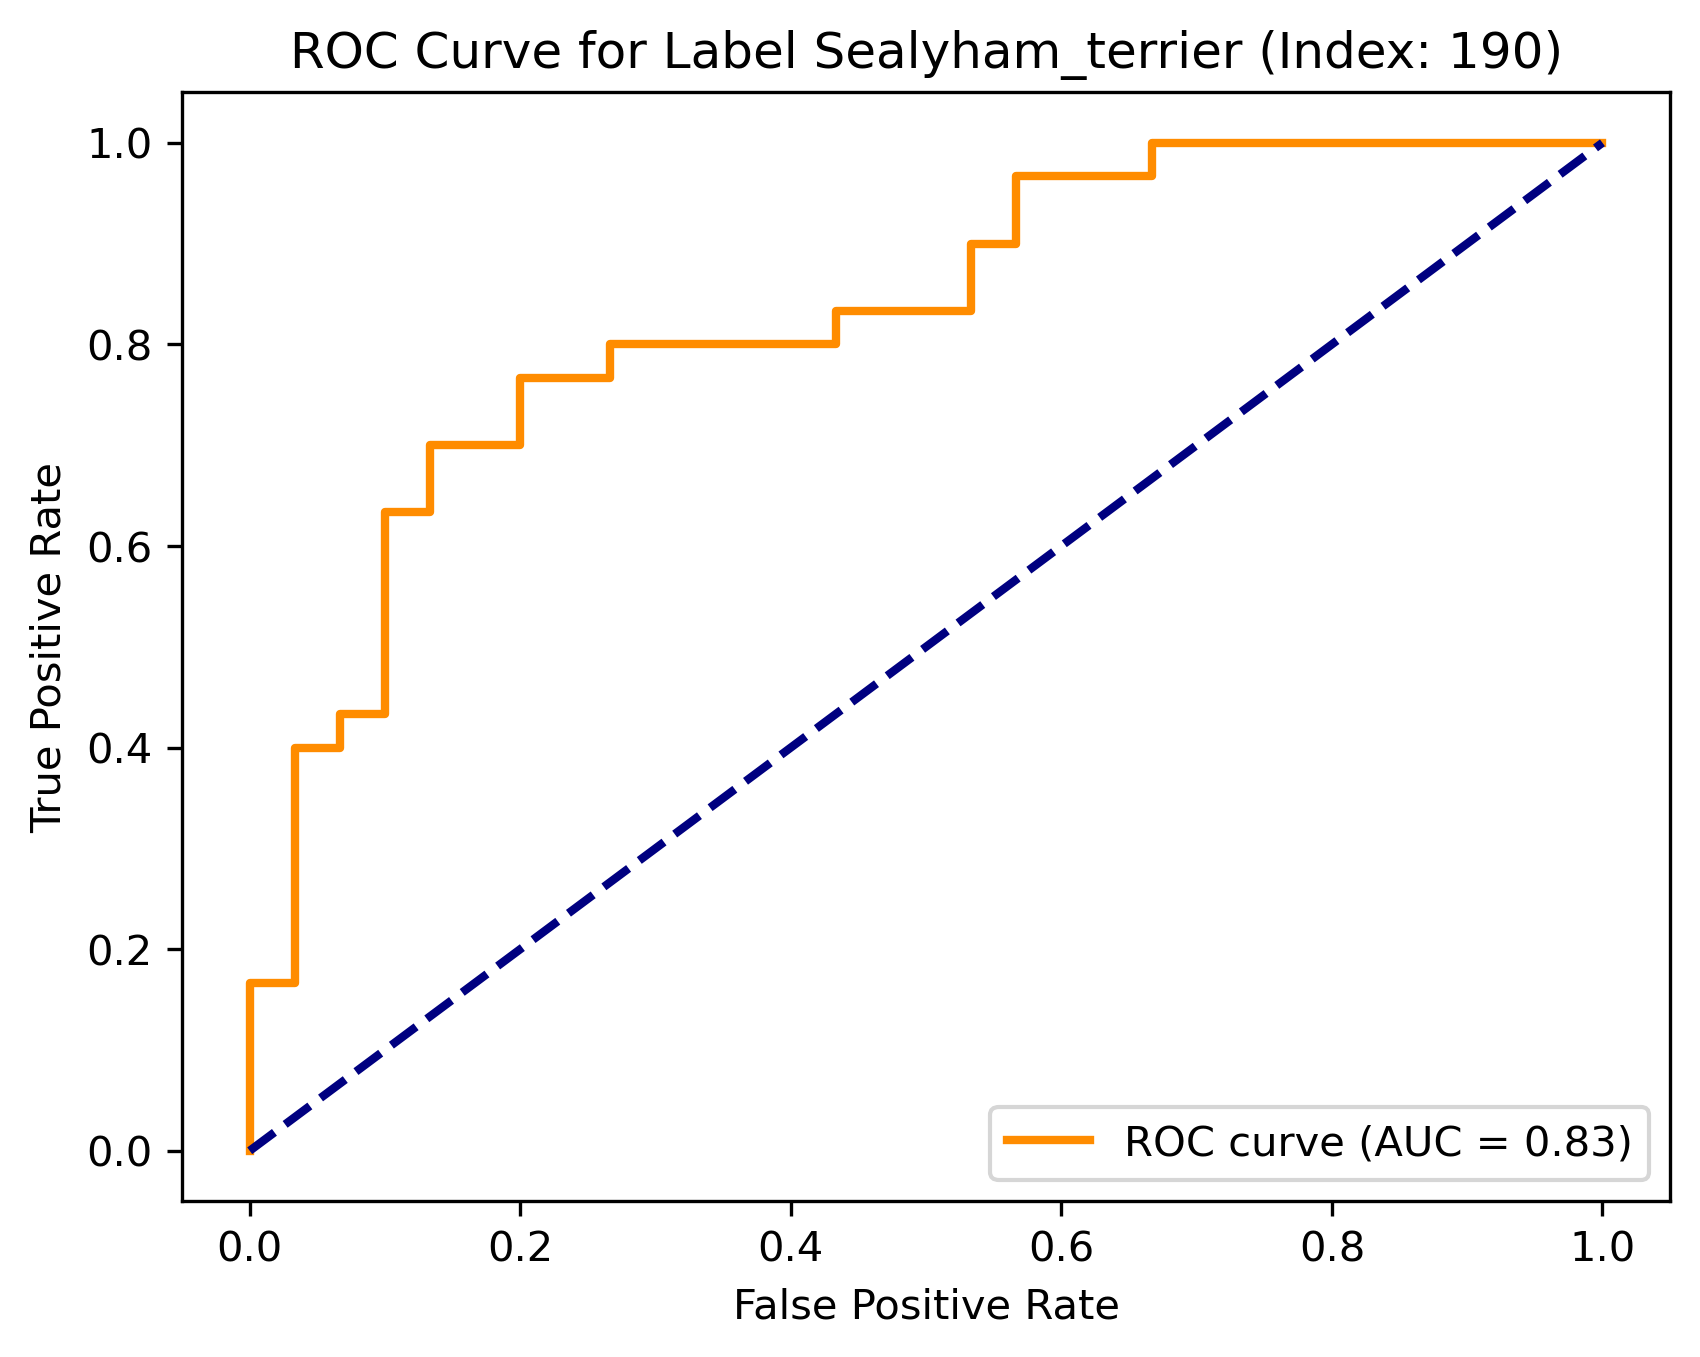 ROC Curve for Label Sealyham_terrier (Index: 190)
1.0
0.8
0.6
0.4
0.2
0.0
True Positive Rate
ROC curve (AUC = 0.83)
0.0 0.2 0.4 0.6 0.8 1.0
False Positive Rate